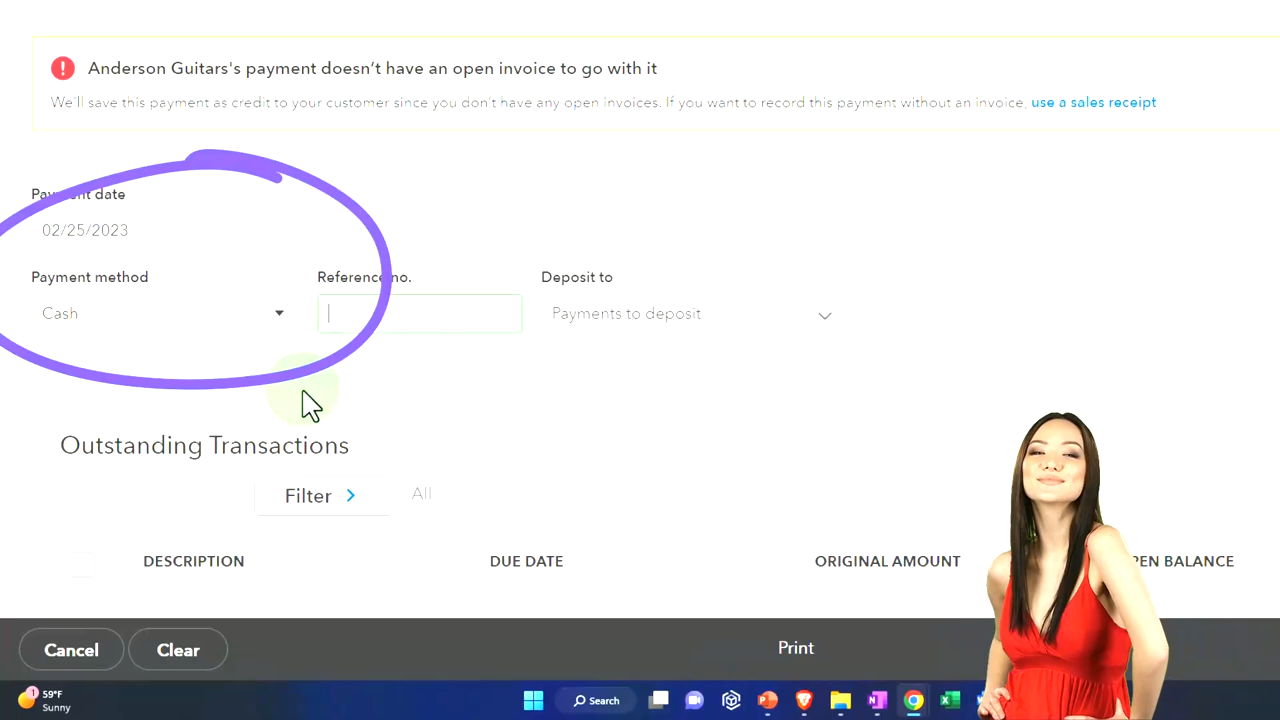 Anderson Guitars's payment doesn't have an open invoice to go with it
We'll save this payment as credit to your customer since you don't have any open invoices. If you want to record this payment without an invoice, use a sales receipt
Payment date
02/25/2023
Payment method
Reference no.
Deposit to
Cash
Payments to deposit
Outstanding Transactions
Filter
All
DESCRIPTION
DUE DATE
ORIGINAL AMOUNT
PEN BALANCE
Cancel
Clear
Print
1
59°F
Sunny
Search